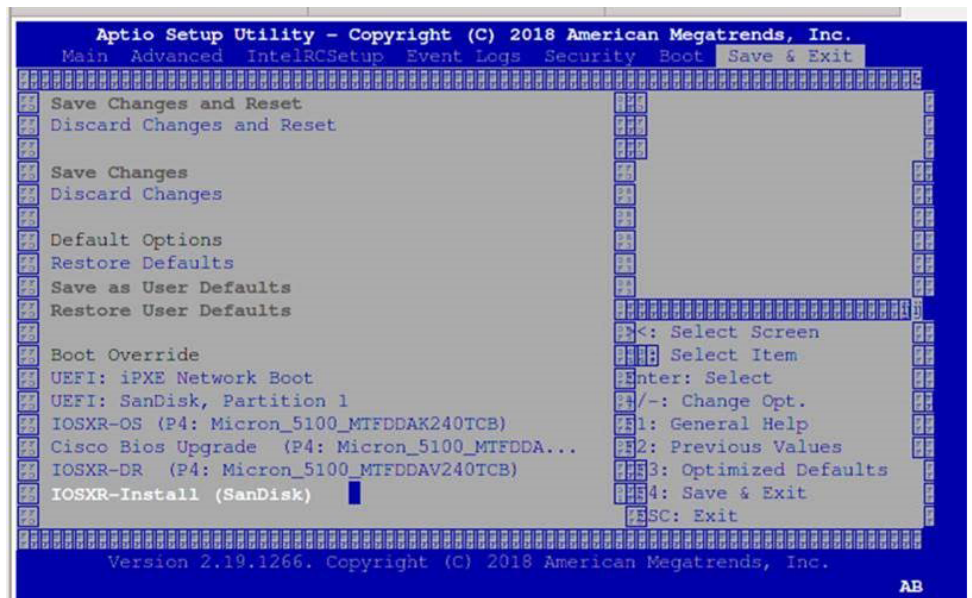 Aptio Setup Utility - Copyright (C) 2018 American Megatrends, Inc.
Main Advanced IntelRCSetup Event Logs Security Boot Save & Exit
Save Changes and Reset
Discard Changes and Reset
Save Changes
Discard Changes
Default Options
Restore Defaults
Save as User Defaults
Restore User Defaults
Boot Override
UEFI: iPXE Network Boot
UEFI: SanDisk, Partition 1
IOSXR-OS (P4: Micron_5100_MTFDDAK240TCB)
Cisco Bios Upgrade (P4: Micron_5100_MTFDDA...
IOSXR-DR (P4: Micron_5100_MTFDDAV240TCB)
IOSXR-Install (SanDisk)
<: Select Screen
: Select Item
Enter: Select
+/-: Change Opt.
1: General Help
2: Previous Values
3: Optimized Defaults
4: Save & Exit
ESC: Exit
Version 2.19.1266. Copyright (C) 2018 American Megatrends, Inc.
AB